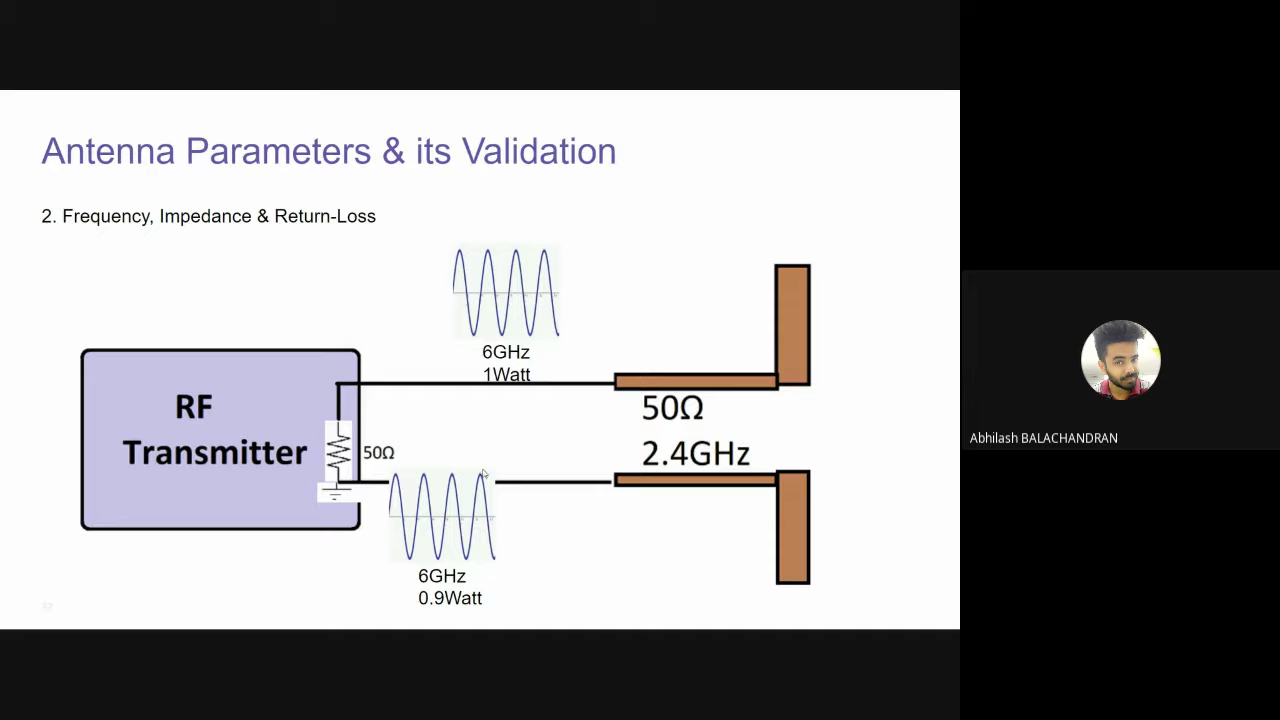 Antenna Parameters & its Validation
2. Frequency, Impedance & Return-Loss
6GHz
1Watt
RF
Transmitter
50Ω
50Ω
2.4GHz
6GHz
0.9Watt
Abhilash BALACHANDRAN